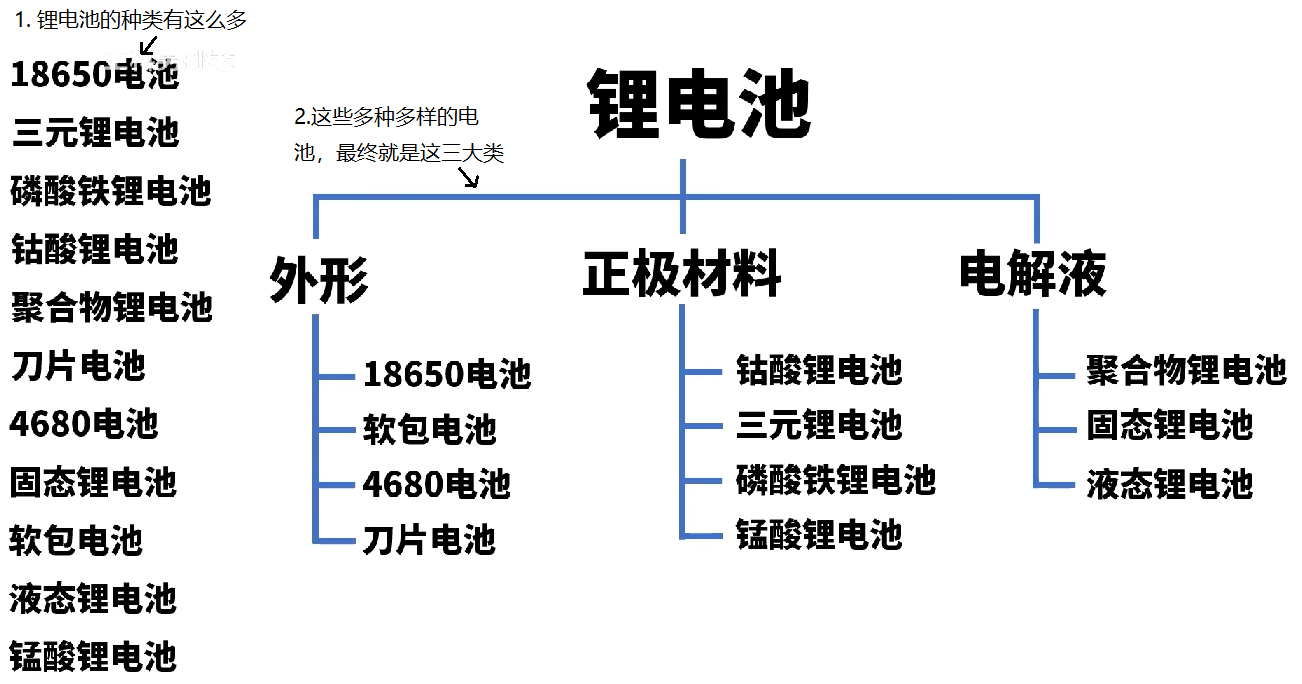 1. 锂电池的种类有这么多
18650电池
三元锂电池
磷酸铁锂电池
钴酸锂电池
聚合物锂电池
刀片电池
4680电池
固态锂电池
软包电池
液态锂电池
锰酸锂电池
2.这些多种多样的电
池，最终就是这三大类
锂电池
外形
18650电池
软包电池
4680电池
刀片电池
正极材料
钴酸锂电池
三元锂电池
磷酸铁锂电池
锰酸锂电池
电解液
聚合物锂电池
固态锂电池
液态锂电池